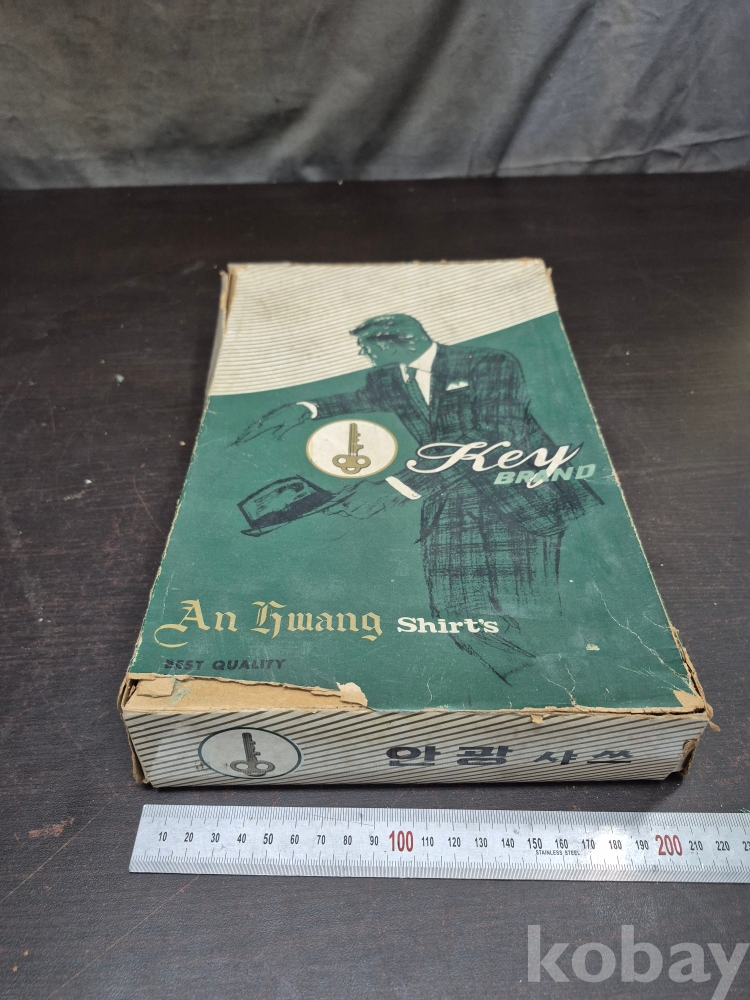 Key
BRAND
An Kwang Shirt's
BEST QUALITY
안광 샤쓰
10 20 30 40 50 60 70 80 90 100 110 120 130 140 150 160 170 180 190 200 210 220
STAINLESS STEEL
kobay